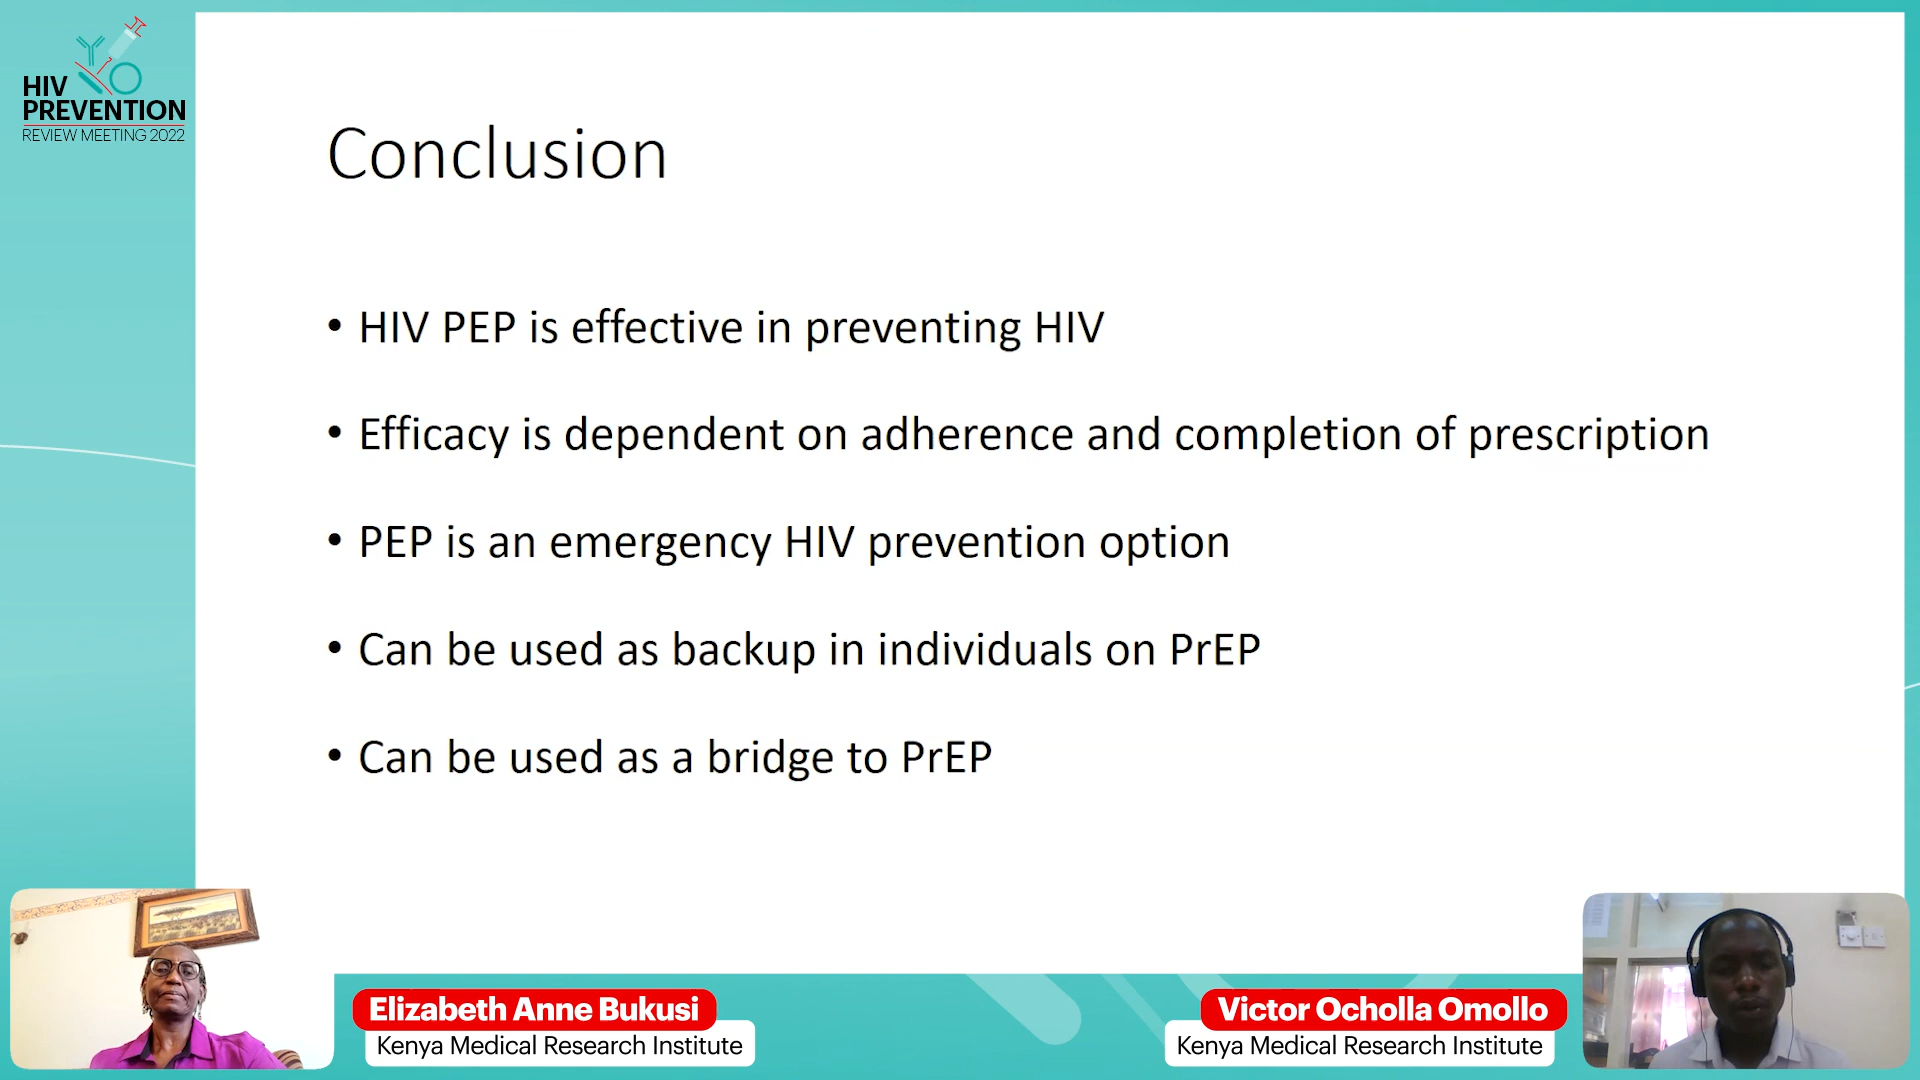 HIV
PREVENTION
REVIEW MEETING 2022
Conclusion
• HIV PEP is effective in preventing HIV
• Efficacy is dependent on adherence and completion of prescription
• PEP is an emergency HIV prevention option
• Can be used as backup in individuals on PrEP
• Can be used as a bridge to PrEP
Elizabeth Anne Bukusi
Kenya Medical Research Institute
Victor Ocholla Omollo
Kenya Medical Research Institute